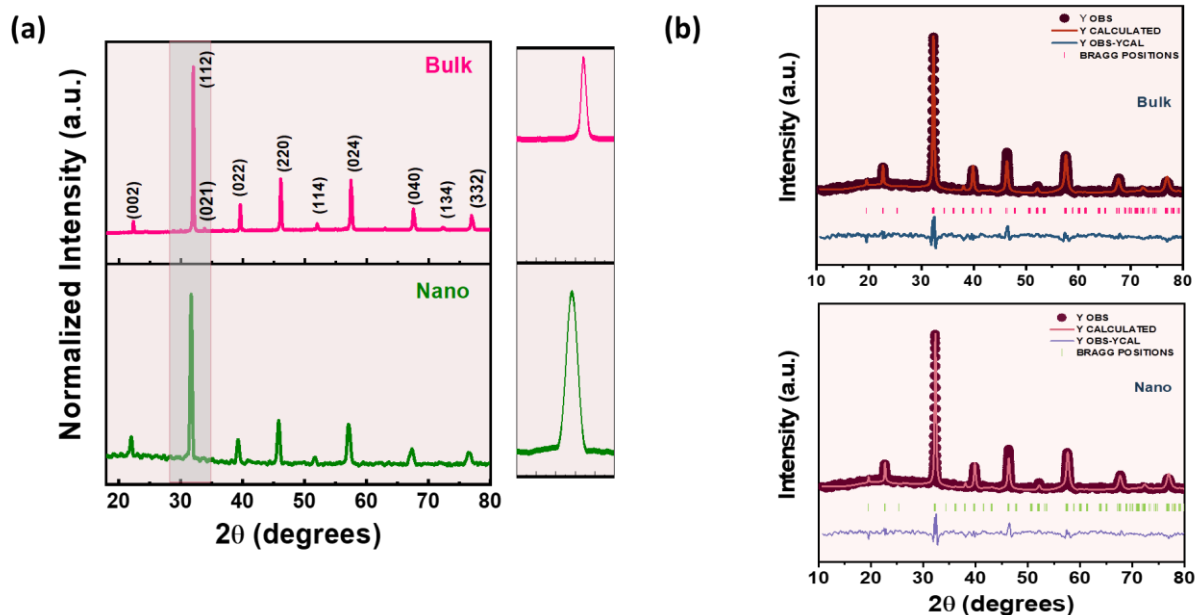 (a)
Normalized Intensity (a.u.)
Bulk
(002)
(112)
(021)
(022)
(220)
(114)
(024)
(040)
(134)
(332)
Nano
20 30 40 50 60 70 80
2θ (degrees)
(b)
Intensity (a.u.)
Y OBS
Y CALCULATED
Y OBS-YCAL
BRAGG POSITIONS
Bulk
10 20 30 40 50 60 70 80
Intensity (a.u.)
Y OBS
Y CALCULATED
Y OBS-YCAL
BRAGG POSITIONS
Nano
10 20 30 40 50 60 70 80
2θ (degrees)